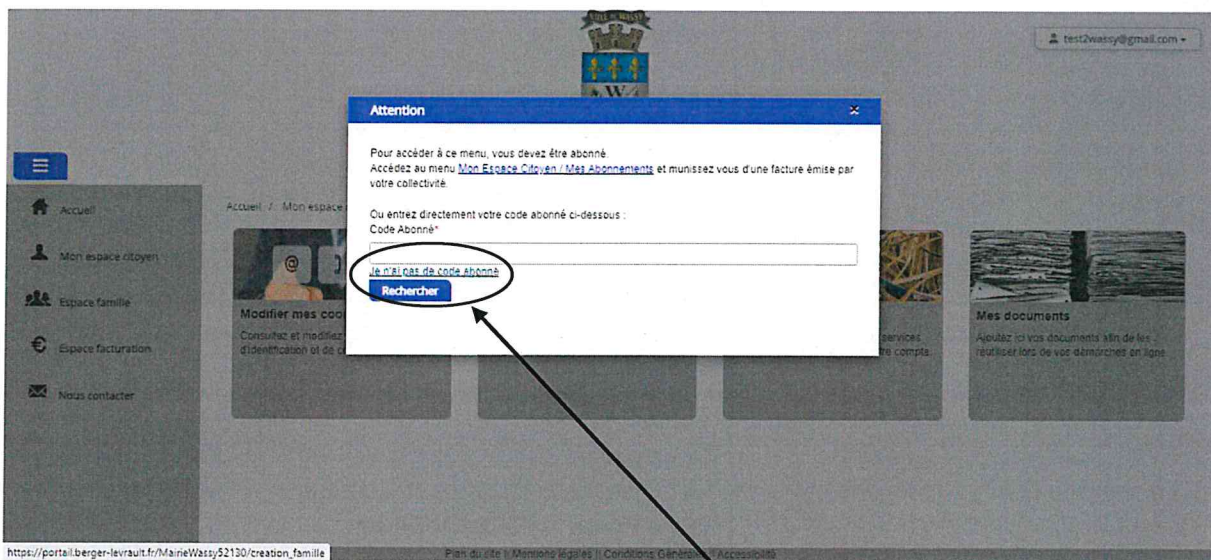 VILLE DE WASSY
W
test2wassy@gmail.com
Attention
Pour accéder à ce menu, vous devez être abonné.
Accédez au menu Mon Espace Citoyen / Mes Abonnements et munissez vous d'une facture émise par
votre collectivité.
Ou entrez directement votre code abonné ci-dessous :
Code Abonné*
Je n'ai pas de code abonné
Rechercher
Accueil
Mon espace citoyen
Espace famille
Espace facturation
Nous contacter
Accueil / Mon espace
@
Modifier mes coo
Consultez et modifiez
d'identification et de c
services
tre compte.
Mes documents
Ajoutez ici vos documents afin de les
réutiliser lors de vos démarches en ligne
https://portail.berger-levrault.fr/MairieWassy52130/creation_famille
Plan du site | Mentions légales | Conditions Générales | Accessibilité